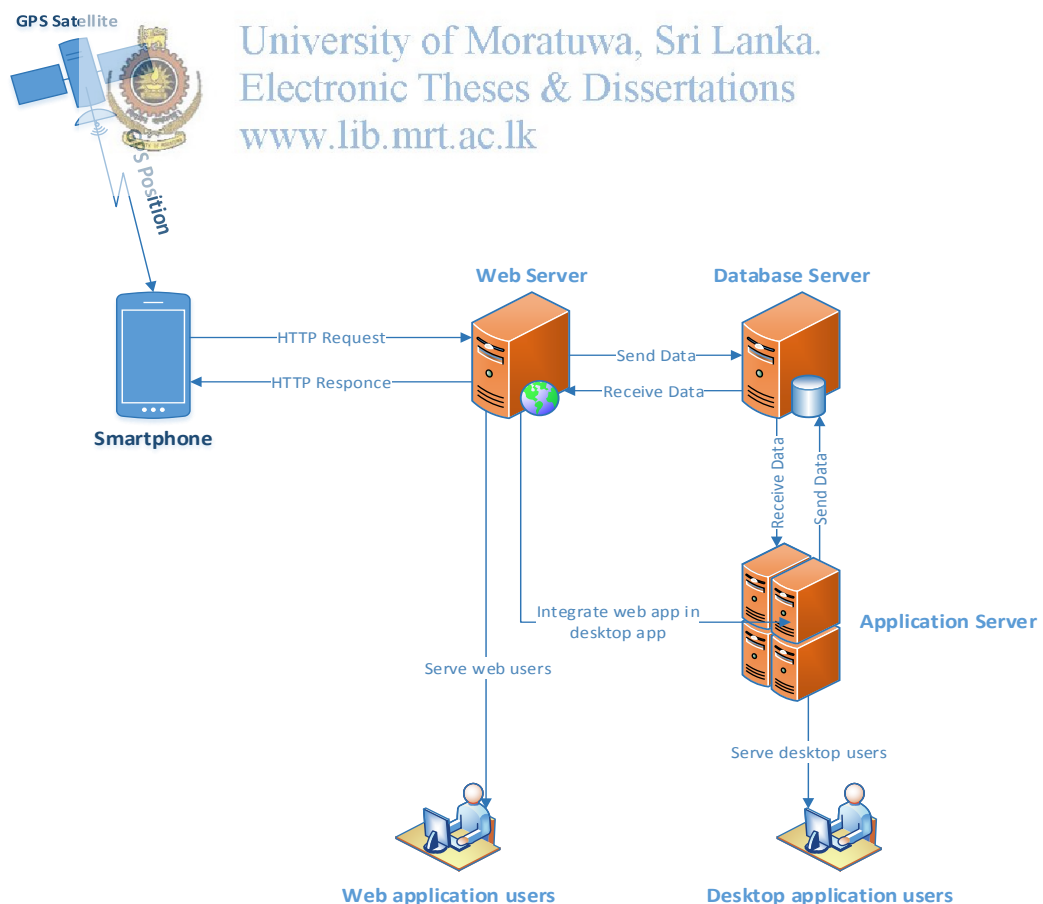 GPS Satellite
University of Moratuwa, Sri Lanka.
Electronic Theses & Dissertations
www.lib.mrt.ac.lk
GPS Position
Web Server
Database Server
HTTP Request
Send Data
HTTP Responce
Receive Data
Smartphone
Receive Data
Send Data
Integrate web app in
desktop app
Application Server
Serve web users
Serve desktop users
Web application users
Desktop application users